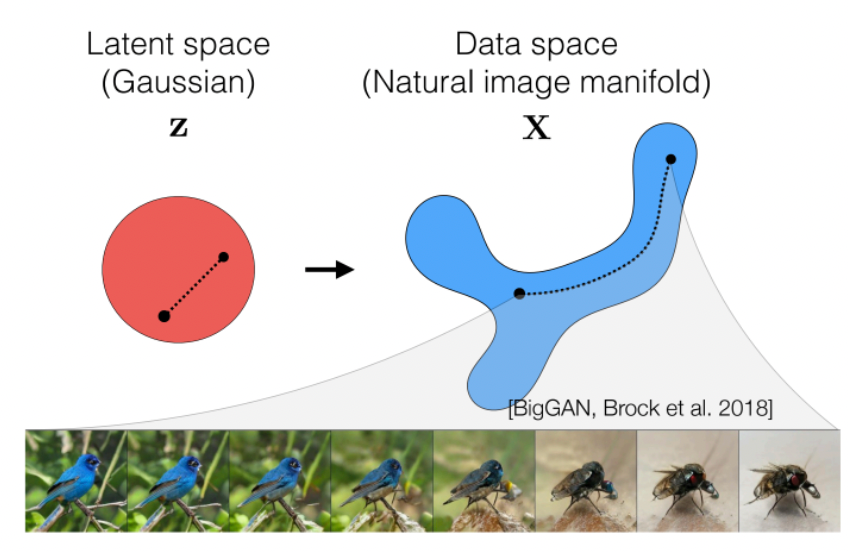 Latent space
(Gaussian)
z
Data space
(Natural image manifold)
x
[BigGAN, Brock et al. 2018]